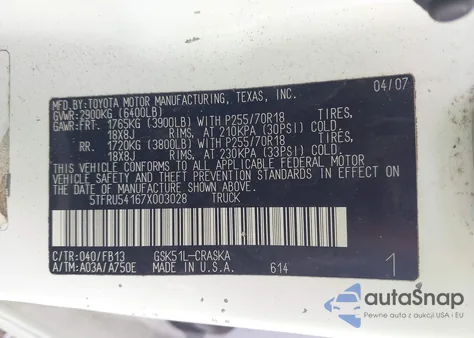 MFD.BY:TOYOTA MOTOR MANUFACTURING, TEXAS, INC. 04/07
GVWR: 2900KG (6400LB)
GAWR:FRT- 1765KG (3900LB) WITH P255/70R18 TIRES,
18X8J RIMS, AT 210KPA (30PSI) COLD.
RR. 1720KG (3800LB) WITH P255/70R18 TIRES,
18X8J RIMS, AT 230KPA (33PSI) COLD.
THIS VEHICLE CONFORMS TO ALL APPLICABLE FEDERAL MOTOR
VEHICLE SAFETY AND THEFT PREVENTION STANDARDS IN EFFECT
ON THE DATE OF MANUFACTURE SHOWN ABOVE.
5TFRU54167X003028 TRUCK
C/TR:040/FB13 GSK51L-CRASKA
A/TM:A03A/A750E MADE IN U.S.A. 614 1
autoSnap
Pewne auta z aukcji USA i EU